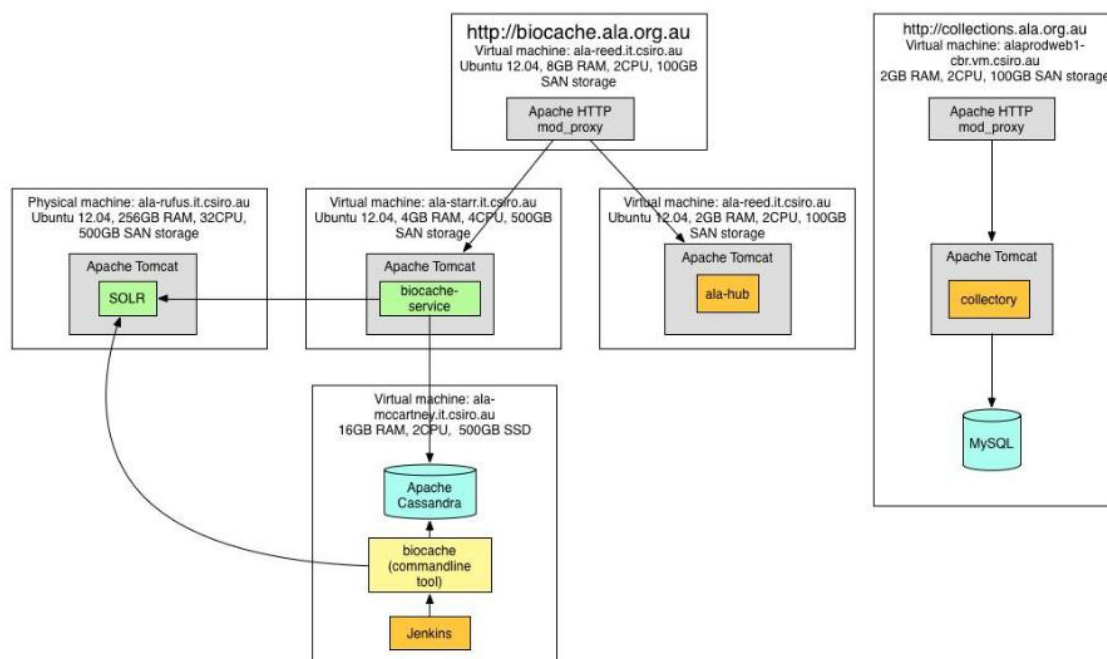 http://biocache.ala.org.au
Virtual machine: ala-reed.it.csiro.au
Ubuntu 12.04, 8GB RAM, 2CPU, 100GB
SAN storage
Apache HTTP
mod_proxy
http://collections.ala.org.au
Virtual machine: alaprodweb1-
cbr.vm.csiro.au
2GB RAM, 2CPU, 100GB SAN storage
Apache HTTP
mod_proxy
Physical machine: ala-rufus.it.csiro.au
Ubuntu 12.04, 256GB RAM, 32CPU,
500GB SAN storage
Apache Tomcat
SOLR
Virtual machine: ala-starr.it.csiro.au
Ubuntu 12.04, 4GB RAM, 4CPU, 500GB
SAN storage
Apache Tomcat
biocache-
service
Virtual machine: ala-reed.it.csiro.au
Ubuntu 12.04, 2GB RAM, 2CPU, 100GB
SAN storage
Apache Tomcat
ala-hub
Apache Tomcat
collectory
MySQL
Virtual machine: ala-
mccartney.it.csiro.au
16GB RAM, 2CPU, 500GB SSD
Apache
Cassandra
biocache
(commandline
tool)
Jenkins